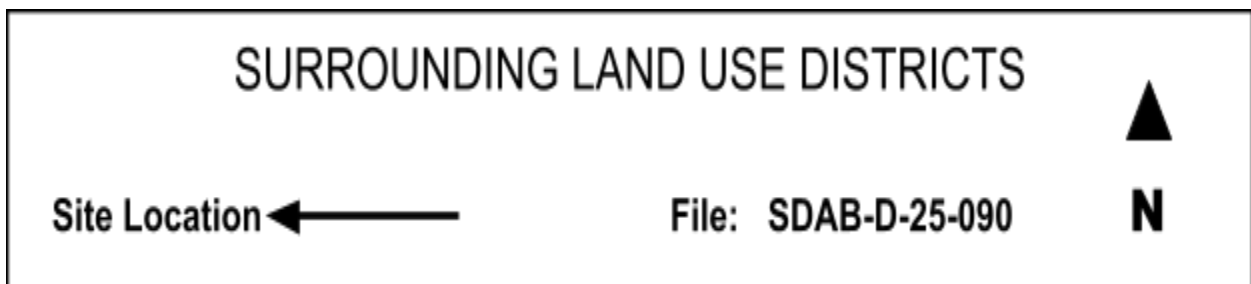 SURROUNDING LAND USE DISTRICTS
Site Location File: SDAB-D-25-090 N